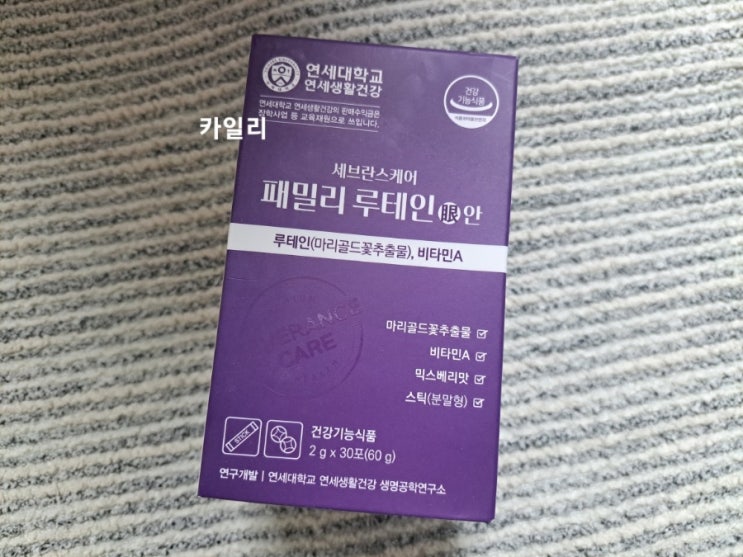 연세대학교
연세생활건강
연세대학교 연세생활건강의 판매수익금은
장학사업 등 교육재원으로 쓰입니다.
건강
기능식품
카일리
세브란스케어
패밀리 루테인 眼 안
루테인(마리골드꽃추출물), 비타민A
마리골드꽃추출물
비타민A
믹스베리맛
스틱(분말형)
ERANCE
CARE
STICK
건강기능식품
2 g x 30포(60 g)
연구개발 | 연세대학교 연세생활건강 생명공학연구소